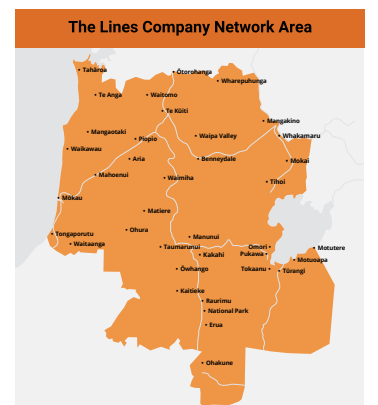 The Lines Company Network Area
Tahāroa
Ōtorohanga
Wharepuhunga
Te Anga
Waitomo
Te Kūiti
Mangakino
Mangaotaki
Piopio
Waipa Valley
Whakamaru
Waikawau
Aria
Benneydale
Mokai
Mahoenui
Waimiha
Tihoi
Mōkau
Matiere
Tongaporutu
Ohura
Manunui
Waitaanga
Taumarunui
Omori
Motutere
Kakahi
Pukawa
Motuoapa
Ōwhango
Tokaanu
Tūrangi
Kaitieke
Raurimu
National Park
Erua
Ohakune